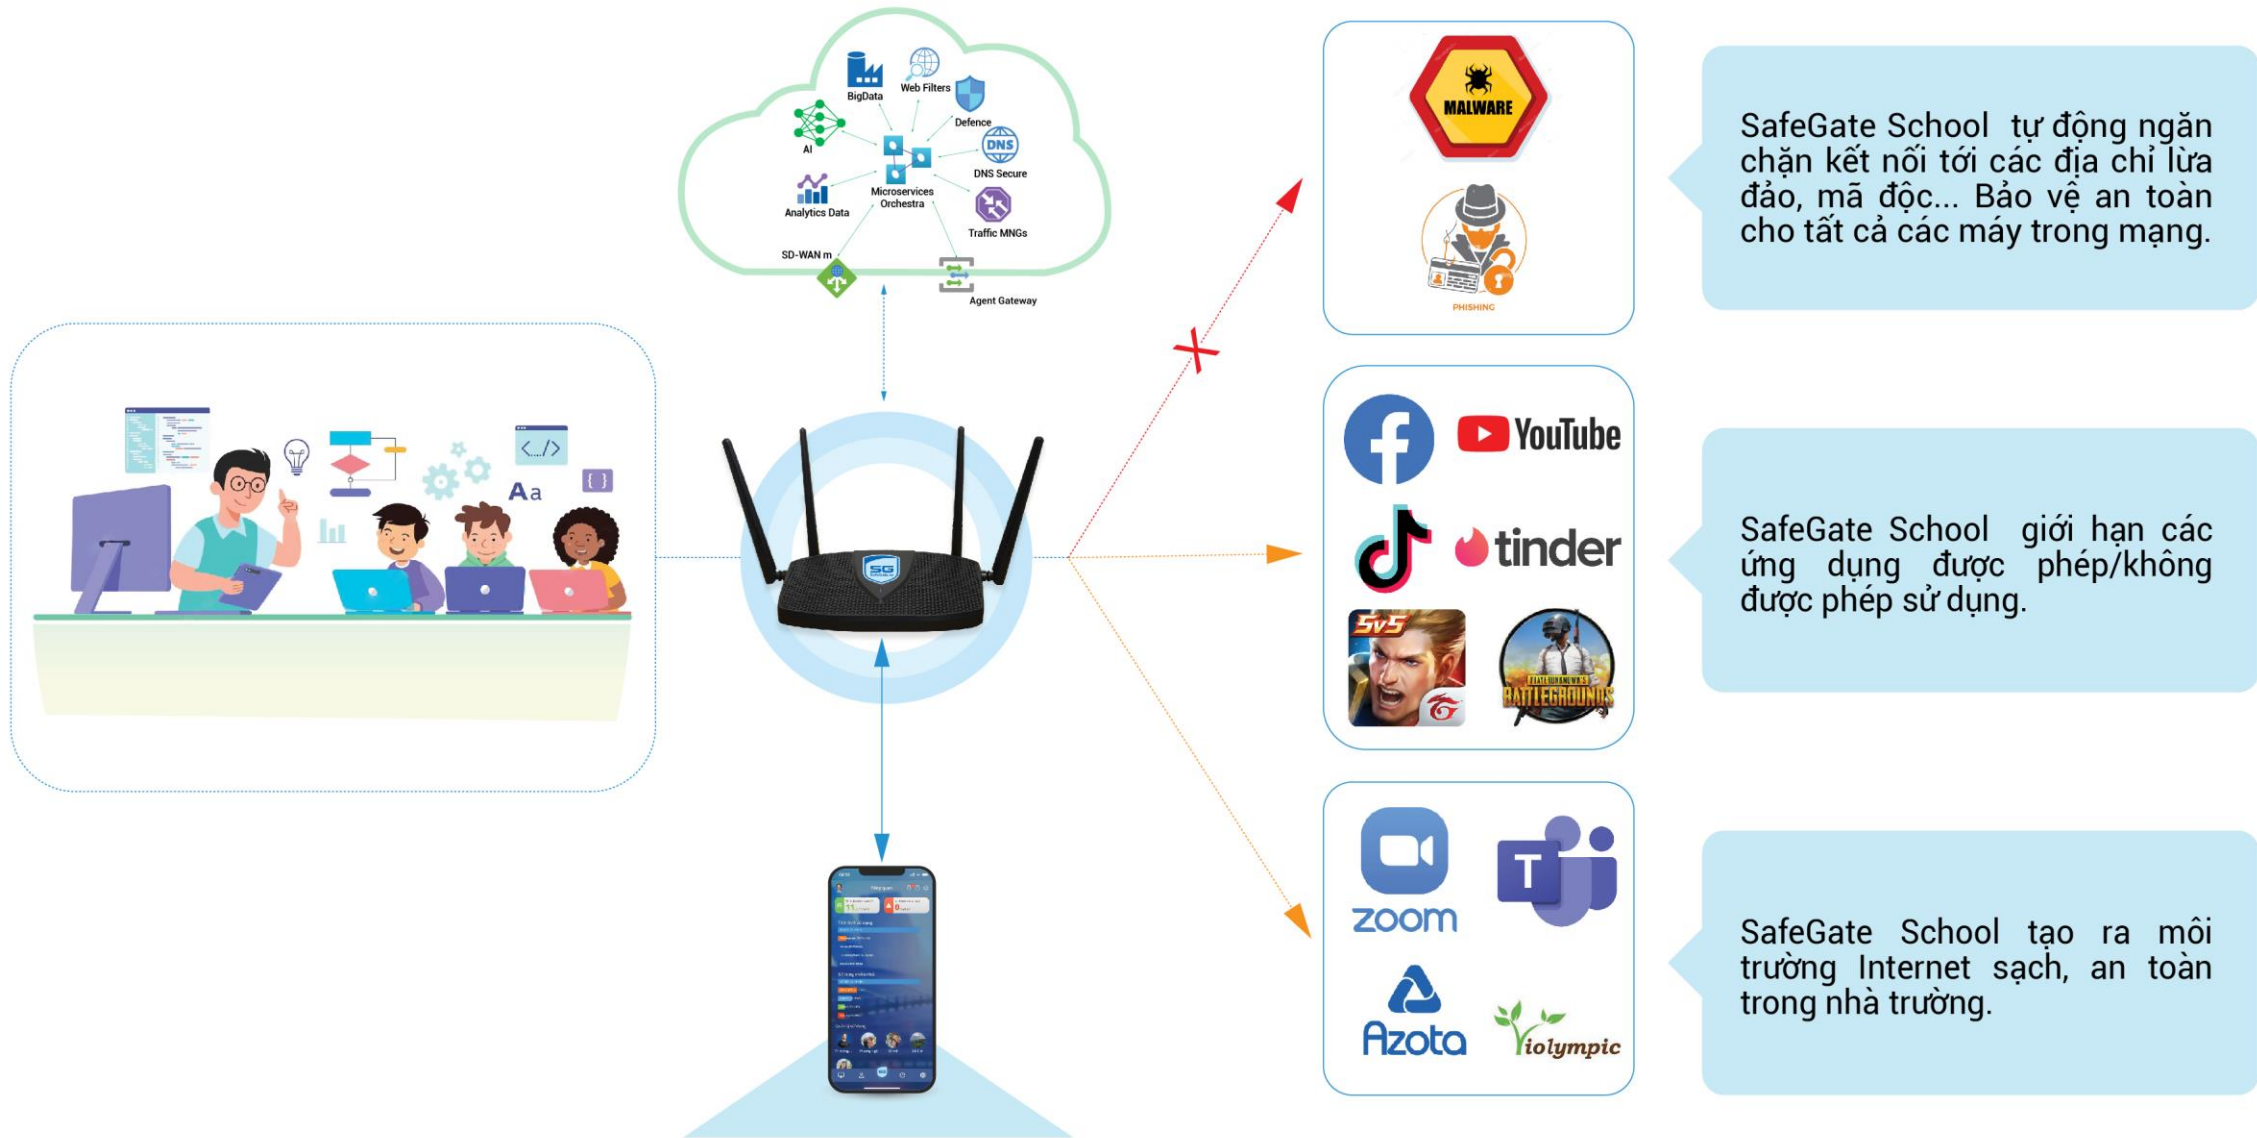 BigData
Web Filters
Defence
AI
DNS
DNS Secure
Microservices
Orchestra
Analytics Data
Traffic MNGs
SD-WAN m
Agent Gateway
MALWARE
PHISHING
SafeGate School tự động ngăn
chặn kết nối tới các địa chỉ lừa
đảo, mã độc... Bảo vệ an toàn
cho tất cả các máy trong mạng.
<.../>
Aa
{ }
SG
YouTube
tinder
5v5
BATTLEGROUNDS
SafeGate School giới hạn các
ứng dụng được phép/không
được phép sử dụng.
11
0
zoom
T
Azota
Violympic
SafeGate School tạo ra môi
trường Internet sạch, an toàn
trong nhà trường.